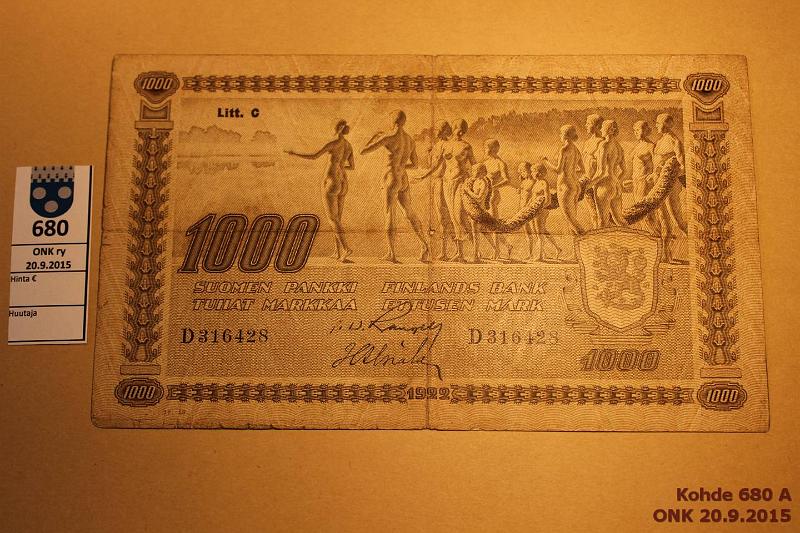 1000
1000
Litt. C
1000
SUOMEN PANKKI FINLANDS BANK
TUHAT MARKKAA ETTUSEN MARK
D316428
D316428
1000
1000
1922
1000
680
ONK ry
20.9.2015
Hinta €
Huutaja
Kohde 680 A
ONK 20.9.2015